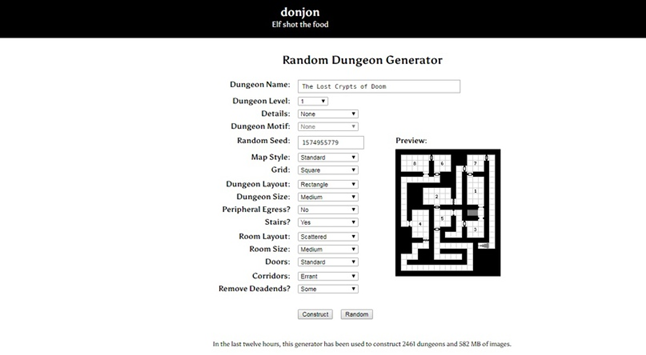 donjon
Elf shot the food
Random Dungeon Generator
Dungeon Name: The Lost Crypts of Doom
Dungeon Level: 1
Details: None
Dungeon Motif: None
Random Seed: 1574955779
Preview:
Map Style: Standard
Grid: Square
Dungeon Layout: Rectangle
Dungeon Size: Medium
Peripheral Egress? No
Stairs? Yes
Room Layout: Scattered
Room Size: Medium
Doors: Standard
Corridors: Errant
Remove Deadends? Some
Construct Random
In the last twelve hours, this generator has been used to construct 2461 dungeons and 582 MB of images.